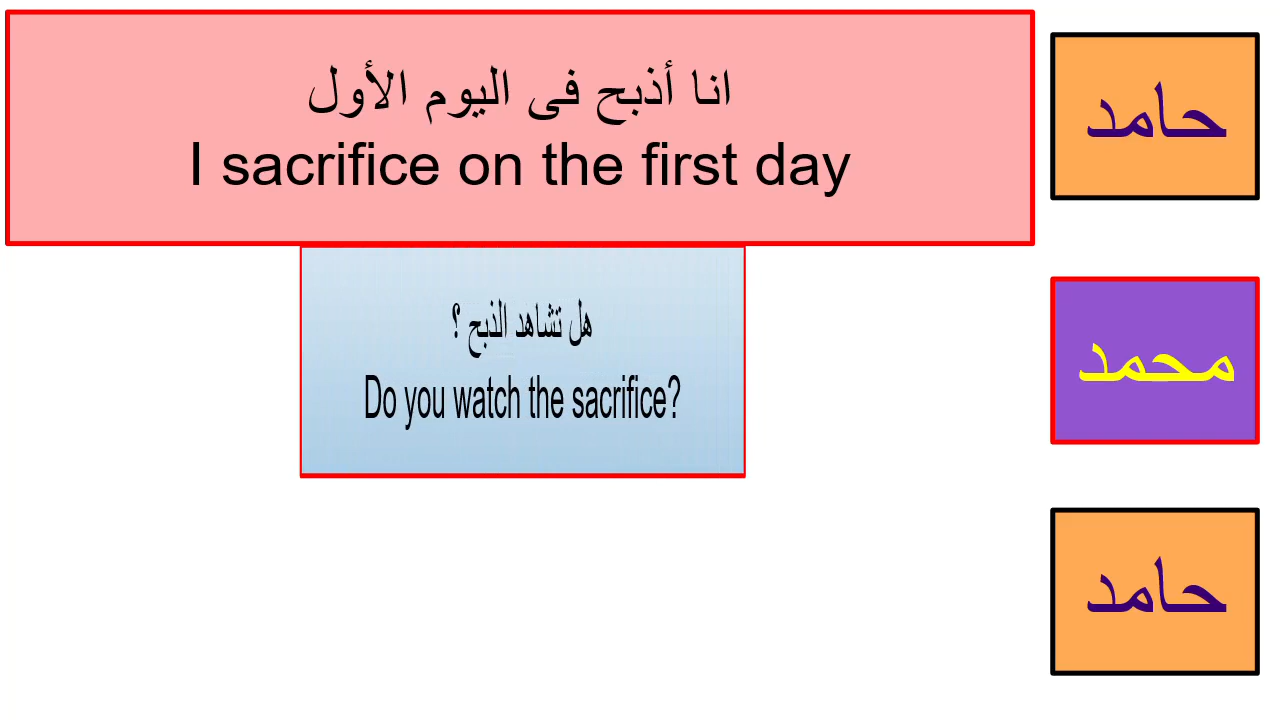 حامد
انا أذبح فى اليوم الأول
I sacrifice on the first day
محمد
هل تشاهد الذبح ؟
Do you watch the sacrifice?
حامد